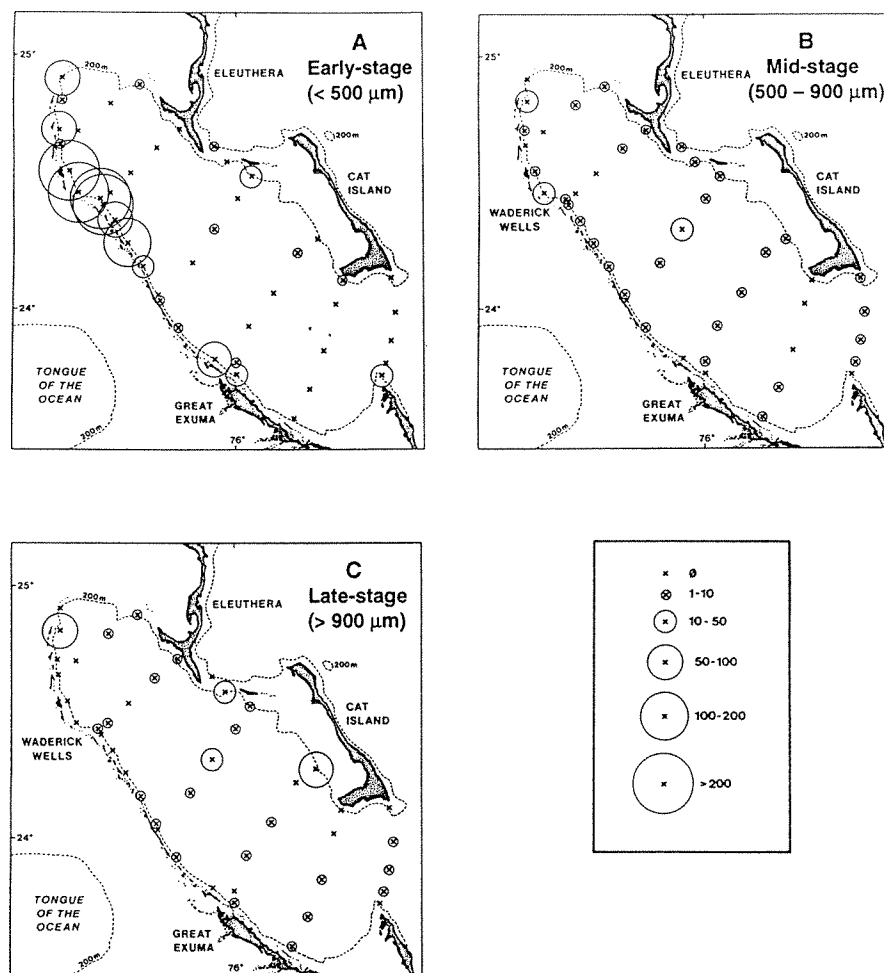 A
Early-stage
(< 500 µm)
25°
200m
ELEUTHERA
200m
CAT
ISLAND
24°
TONGUE
OF THE
OCEAN
200m
GREAT
EXUMA
76°
B
Mid-stage
(500 – 900 µm)
25°
200m
ELEUTHERA
200m
CAT
ISLAND
WADERICK
WELLS
24°
TONGUE
OF THE
OCEAN
200m
GREAT
EXUMA
76°
C
Late-stage
(> 900 µm)
25°
200m
ELEUTHERA
200m
CAT
ISLAND
WADERICK
WELLS
24°
TONGUE
OF THE
OCEAN
200m
GREAT
EXUMA
76°
Ø
1-10
10-50
50-100
100-200
>200